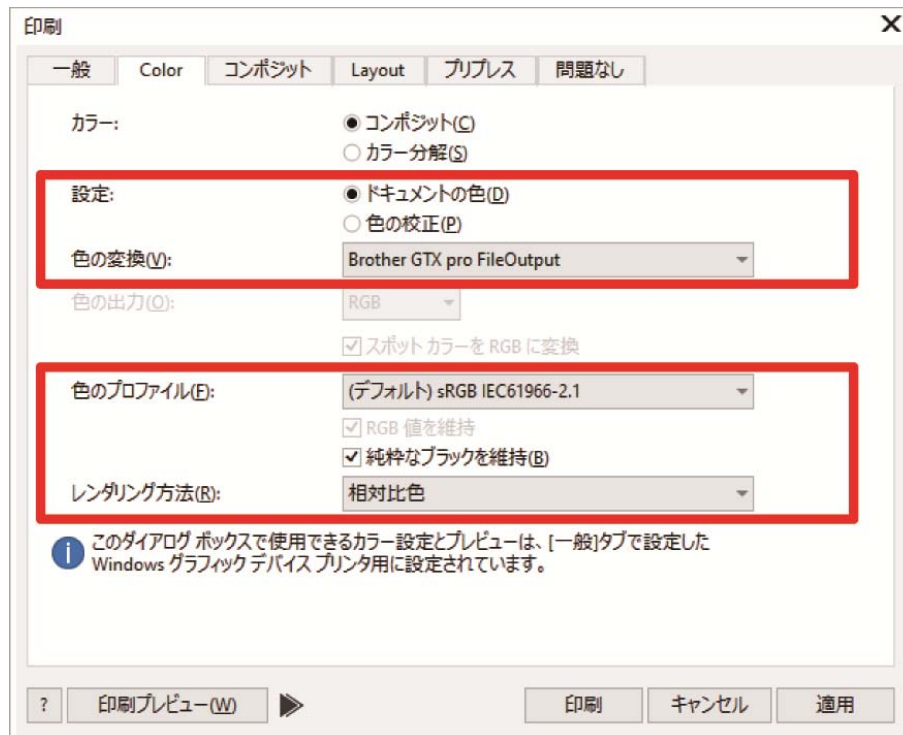 印刷
一般 Color コンポジット Layout プリプレス 問題なし
カラー: コンポジット(C)
カラー分解(S)
設定: ドキュメントの色(D)
色の校正(P)
色の変換(V): Brother GTX pro FileOutput
色の出力(O): RGB
スポット カラーを RGB に変換
色のプロファイル(F): (デフォルト) sRGB IEC61966-2.1
RGB 値を維持
純粋なブラックを維持(B)
レンダリング方法(R): 相対比色
このダイアログ ボックスで使用できるカラー設定とプレビューは、[一般]タブで設定した
Windows グラフィック デバイス プリンタ用に設定されています。
? 印刷プレビュー(W) 印刷 キャンセル 適用